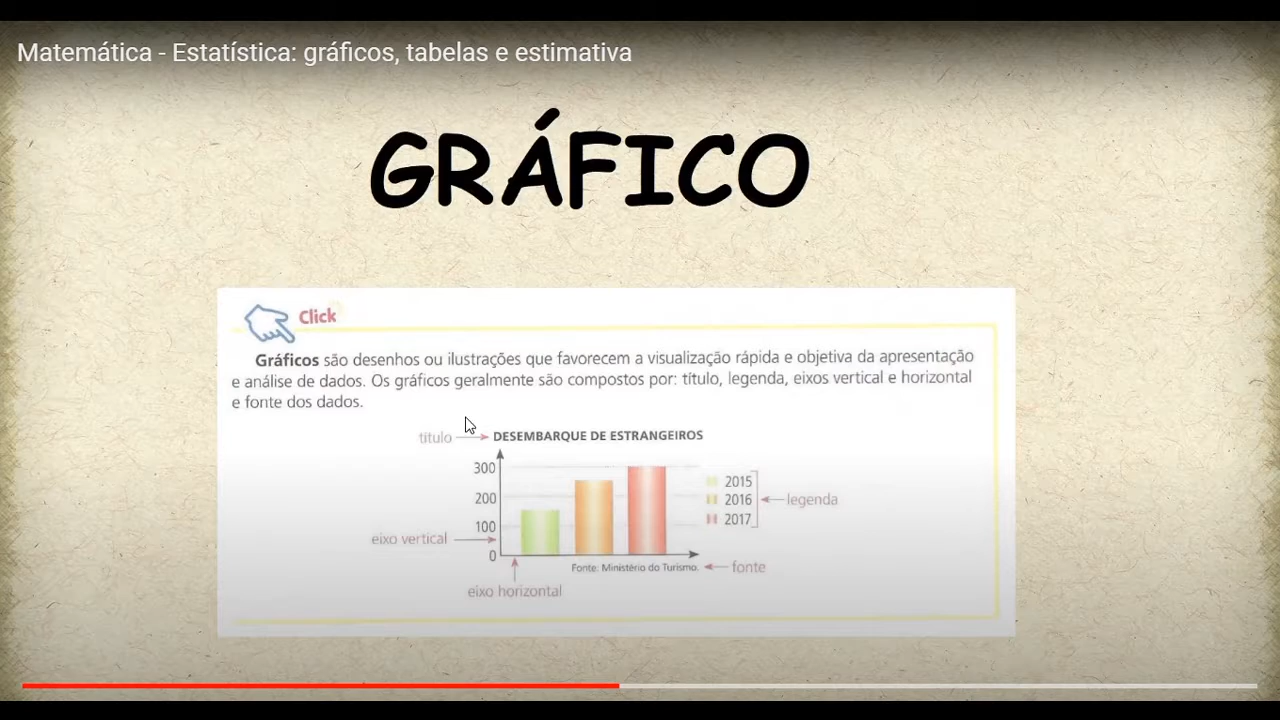 Matemática - Estatística: gráficos, tabelas e estimativa
GRÁFICO
Click
Gráficos são desenhos ou ilustrações que favorecem a visualização rápida e objetiva da apresentação
e análise de dados. Os gráficos geralmente são compostos por: título, legenda, eixos vertical e horizontal
e fonte dos dados.
título
DESEMBARQUE DE ESTRANGEIROS
300
200
100
0
2015
2016
2017
legenda
eixo vertical
Fonte: Ministério do Turismo.
fonte
eixo horizontal